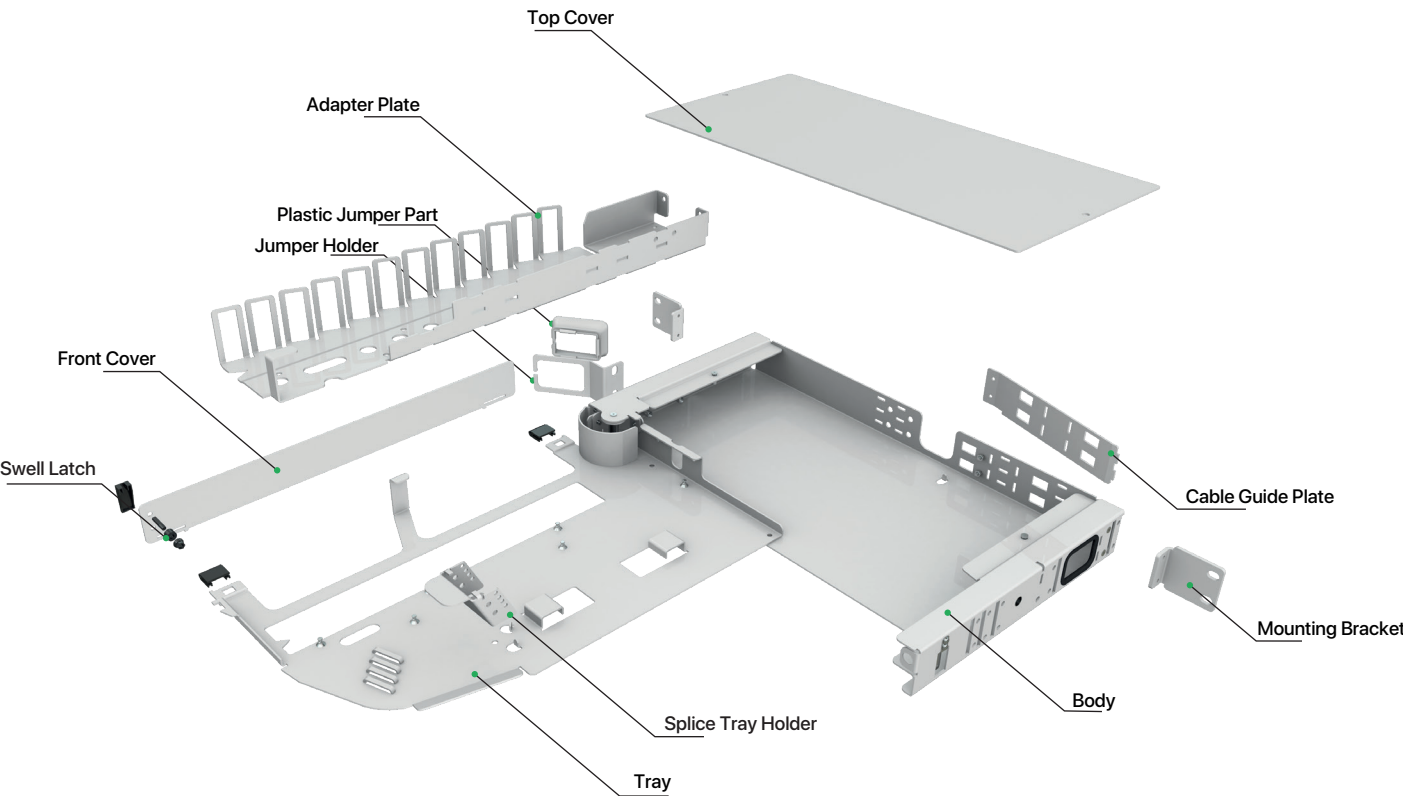 Top Cover
Adapter Plate
Plastic Jumper Part
Jumper Holder
Front Cover
Swell Latch
Cable Guide Plate
Mounting Bracket
Body
Splice Tray Holder
Tray